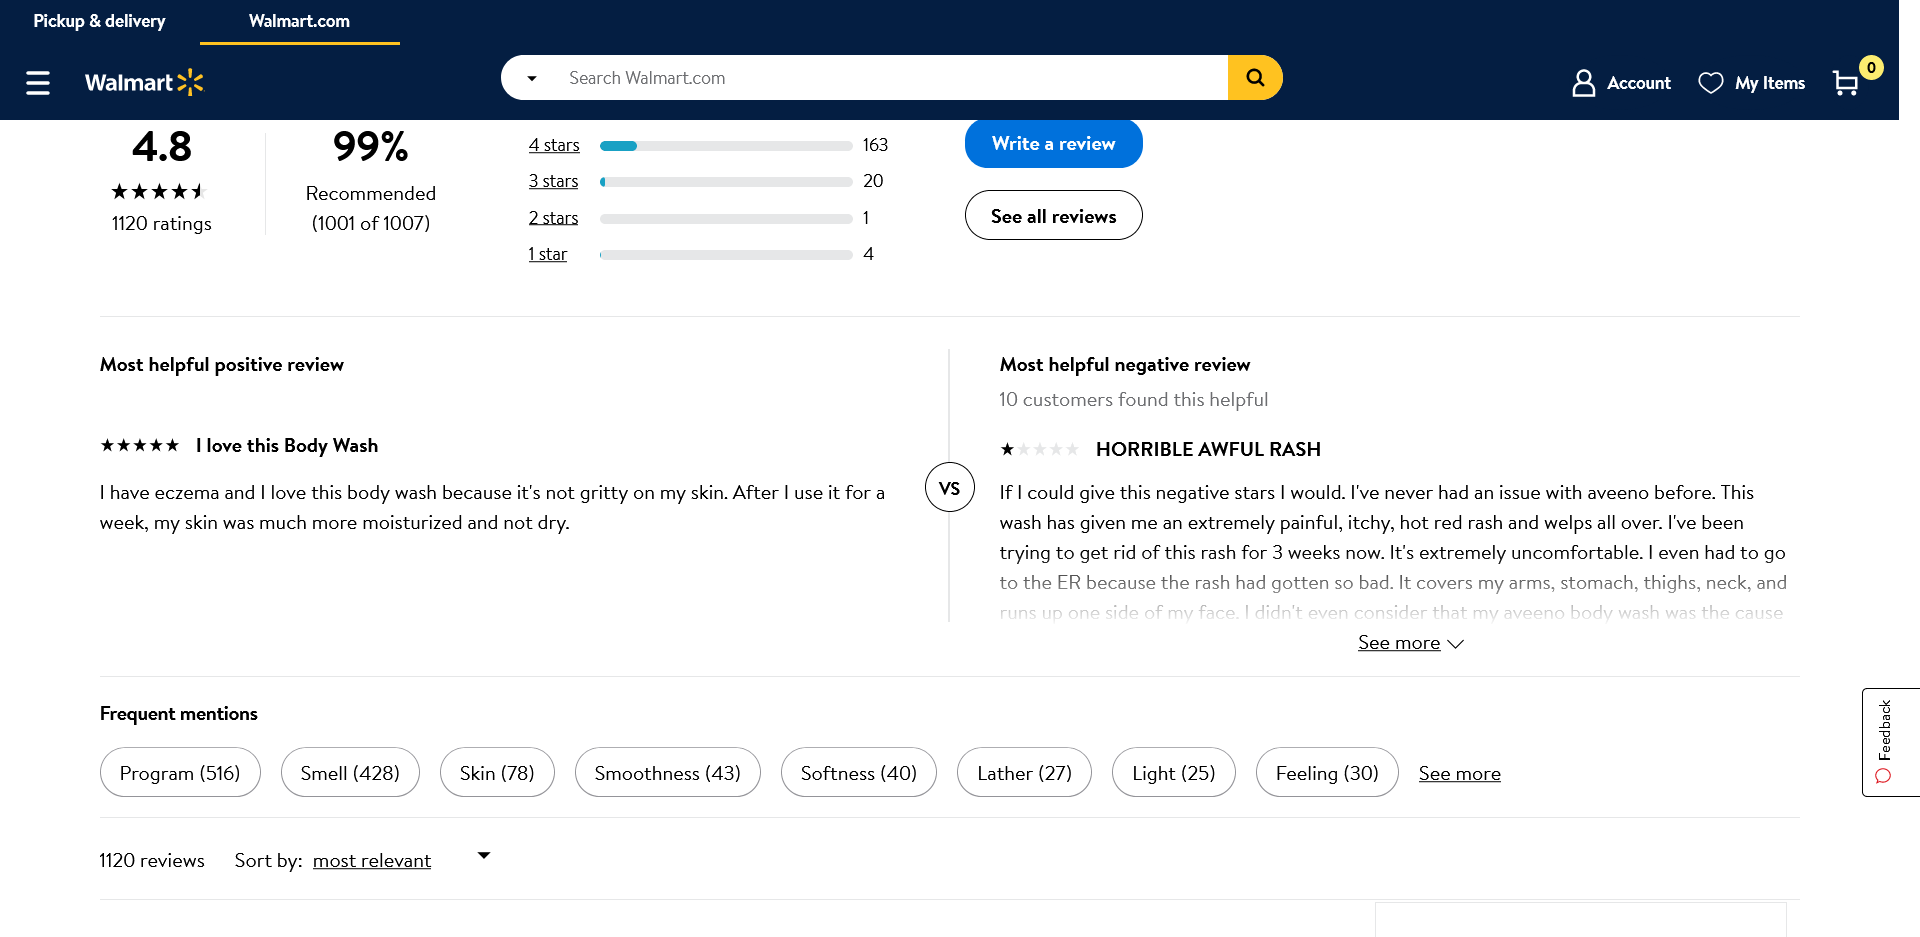 Pickup & delivery
Walmart.com
Walmart
Search Walmart.com
Account
My Items
0
4.8
1120 ratings
99%
Recommended
(1001 of 1007)
4 stars 163
3 stars 20
2 stars 1
1 star 4
Write a review
See all reviews
Most helpful positive review
I love this Body Wash
I have eczema and I love this body wash because it's not gritty on my skin. After I use it for a
week, my skin was much more moisturized and not dry.
VS
Most helpful negative review
10 customers found this helpful
HORRIBLE AWFUL RASH
If I could give this negative stars I would. I've never had an issue with aveeno before. This
wash has given me an extremely painful, itchy, hot red rash and welps all over. I've been
trying to get rid of this rash for 3 weeks now. It's extremely uncomfortable. I even had to go
to the ER because the rash had gotten so bad. It covers my arms, stomach, thighs, neck, and
runs up one side of my face. I didn't even consider that my aveeno body wash was the cause
See more
Frequent mentions
Program (516)
Smell (428)
Skin (78)
Smoothness (43)
Softness (40)
Lather (27)
Light (25)
Feeling (30)
See more
Feedback
1120 reviews
Sort by: most relevant